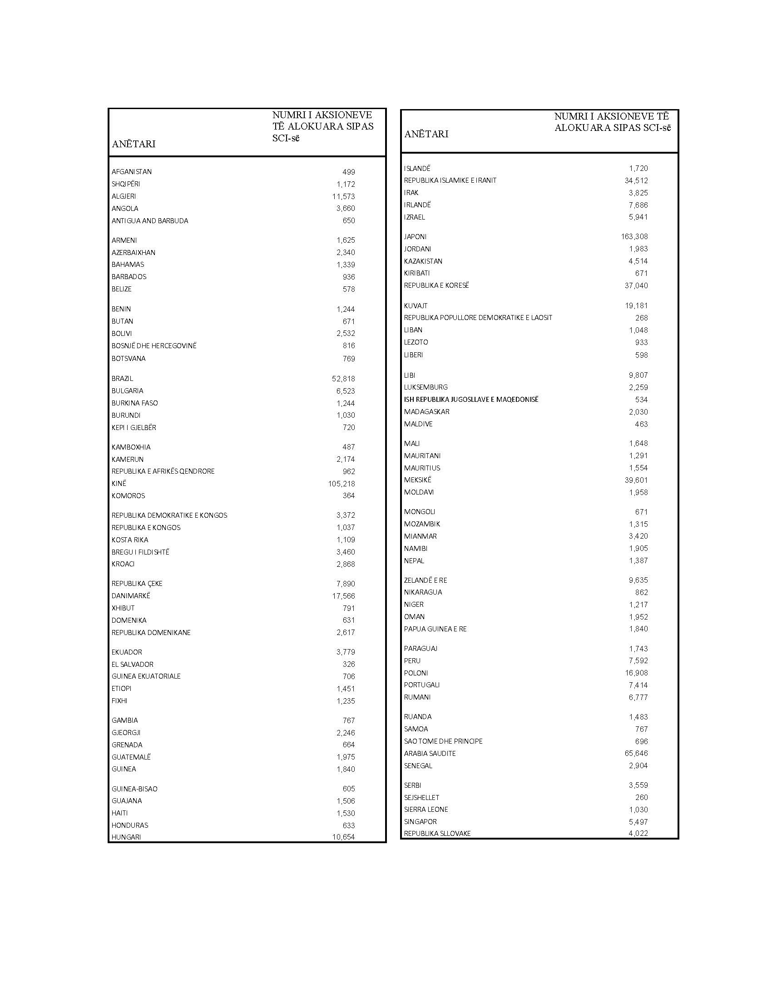 NUMRI I AKSIONEVE
TË ALOKUARA SIPAS
SCI-së
ANËTARI
AFGANISTAN 499
SHQIPËRI 1,172
ALGJERI 11,573
ANGOLA 3,660
ANTIGUA AND BARBUDA 650
ARMENI 1,625
AZERBAIXHAN 2,340
BAHAMAS 1,339
BARBADOS 936
BELIZE 578
BENIN 1,244
BUTAN 671
BOLIVI 2,532
BOSNJË DHE HERCEGOVINË 816
BOTSVANA 769
BRAZIL 52,818
BULGARIA 6,523
BURKINA FASO 1,244
BURUNDI 1,030
KEPI I GJELBËR 720
KAMBOXHIA 487
KAMERUN 2,174
REPUBLIKA E AFRIKËS QENDRORE 962
KINË 105,218
KOMOROS 364
REPUBLIKA DEMOKRATIKE E KONGOS 3,372
REPUBLIKA E KONGOS 1,037
KOSTA RIKA 1,109
BREGU I FILDISHTË 3,460
KROACI 2,868
REPUBLIKA ÇEKE 7,890
DANIMARKË 17,566
XHIBUT 791
DOMENIKA 631
REPUBLIKA DOMENIKANE 2,617
EKUADOR 3,779
EL SALVADOR 326
GUINEA EKUATORIALE 706
ETIOPI 1,451
FIXHI 1,235
GAMBIA 767
GJEORGJI 2,246
GRENADA 664
GUATEMALË 1,975
GUINEA 1,840
GUINEA-BISAO 605
GUAJANA 1,506
HAITI 1,530
HONDURAS 633
HUNGARI 10,654
NUMRI I AKSIONEVE TË
ALOKUARA SIPAS SCI-së
ANËTARI
ISLANDË 1,720
REPUBLIKA ISLAMIKE E IRANIT 34,512
IRAK 3,825
IRLANDË 7,686
IZRAEL 5,941
JAPONI 163,308
JORDANI 1,983
KAZAKISTAN 4,514
KIRIBATI 671
REPUBLIKA E KORESË 37,040
KUVAJT 19,181
REPUBLIKA POPULLORE DEMOKRATIKE E LAOSIT 268
LIBAN 1,048
LEZOTO 933
LIBERI 598
LIBI 9,807
LUKSEMBURG 2,259
ISH REPUBLIKA JUGOSLLAVE E MAQEDONISË 534
MADAGASKAR 2,030
MALDIVE 463
MALI 1,648
MAURITANI 1,291
MAURITIUS 1,554
MEKSIKË 39,601
MOLDAVI 1,958
MONGOLI 671
MOZAMBIK 1,315
MIANMAR 3,420
NAMIBI 1,905
NEPAL 1,387
ZELANDË E RE 9,635
NIKARAGUA 862
NIGER 1,217
OMAN 1,952
PAPUA GUINEA E RE 1,840
PARAGUAJ 1,743
PERU 7,592
POLONI 16,908
PORTUGALI 7,414
RUMANI 6,777
RUANDA 1,483
SAMOA 767
SAO TOME DHE PRINCIPE 696
ARABIA SAUDITE 65,646
SENEGAL 2,904
SERBI 3,559
SEJSHELLET 260
SIERRA LEONE 1,030
SINGAPOR 5,497
REPUBLIKA SLLOVAKE 4,022